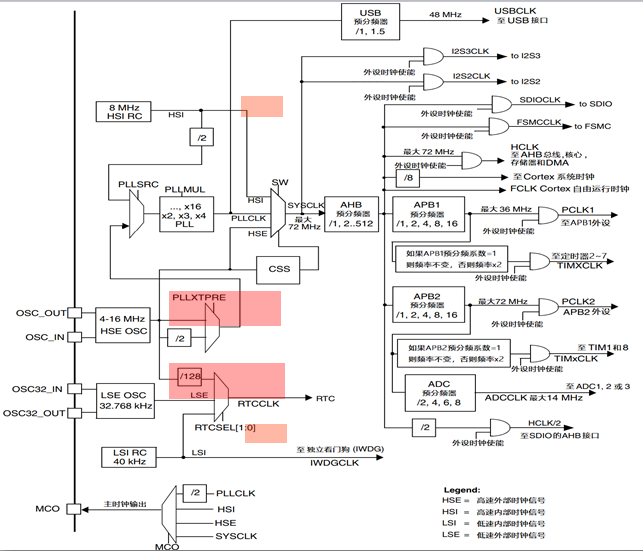 USB
预分频器
/1, 1.5
48 MHz
USBCLK
至USB 接口
I2S3CLK
to I2S3
外设时钟使能
I2S2CLK
to I2S2
外设时钟使能
SDIOCLK
to SDIO
外设时钟使能
FSMCCLK
to FSMC
外设时钟使能
8 MHz
HSI RC
HSI
/2
最大72 MHz
外设时钟使能
HCLK
至AHB总线,核心,
存储器和DMA
/8
至Cortex 系统时钟
FCLK Cortex 自由运行时钟
PLLSRC
PLLMUL
..., x16
x2, x3, x4
PLL
PLLCLK
SW
HSI
HSE
SYSCLK
最大
72 MHz
AHB
预分频器
/1, 2..512
APB1
预分频器
/1, 2, 4, 8, 16
最大36 MHz
外设时钟使能
PCLK1
至APB1外设
如果APB1预分频系数=1
则频率不变，否则频率x2
外设时钟使能
至定时器2~7
TIMXCLK
CSS
OSC_OUT
OSC_IN
4-16 MHz
HSE OSC
PLLXTPRE
/2
APB2
预分频器
/1, 2, 4, 8, 16
最大72 MHz
外设时钟使能
PCLK2
APB2外设
如果APB2预分频系数=1
则频率不变，否则频率x2
外设时钟使能
至 TIM1和8
TIMxCLK
ADC
预分频器
/2, 4, 6, 8
至 ADC1, 2 或 3
ADCCLK 最大14 MHz
OSC32_IN
OSC32_OUT
LSE OSC
32.768 kHz
/128
LSE
RTCCLK
RTC
RTCSEL[1:0]
/2
外设时钟使能
HCLK/2
至SDIO的AHB接口
LSI RC
40 kHz
LSI
至 独立看门狗 (IWDG)
IWDGCLK
MCO
主时钟输出
/2
PLLCLK
HSI
HSE
SYSCLK
MCO
Legend:
HSE = 高速外部时钟信号
HSI = 高速内部时钟信号
LSI = 低速内部时钟信号
LSE = 低速外部时钟信号